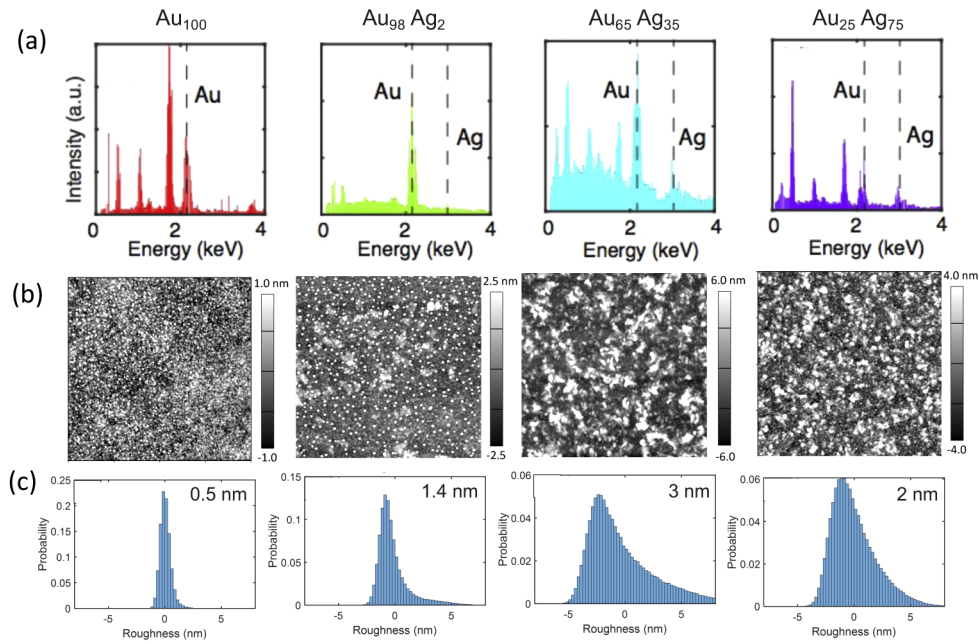 Au100 Au98 Ag2 Au65 Ag35 Au25 Ag75
(a)
Intensity (a.u.)
Au
Au
Ag
Au
Ag
Au
Ag
0 2 4
0 2 4
0 2 4
0 2 4
Energy (keV) Energy (keV) Energy (keV) Energy (keV)
(b)
1.0 nm
-1.0
2.5 nm
-2.5
6.0 nm
-6.0
4.0 nm
-4.0
(c)
0.5 nm
Probability
0.25
0.2
0.15
0.1
0.05
0
-5 0 5
Roughness (nm)
1.4 nm
Probability
0.15
0.1
0.05
0
-5 0 5
Roughness (nm)
3 nm
Probability
0.06
0.04
0.02
0
-5 0 5
Roughness (nm)
2 nm
Probability
0.06
0.04
0.02
0
-5 0 5
Roughness (nm)